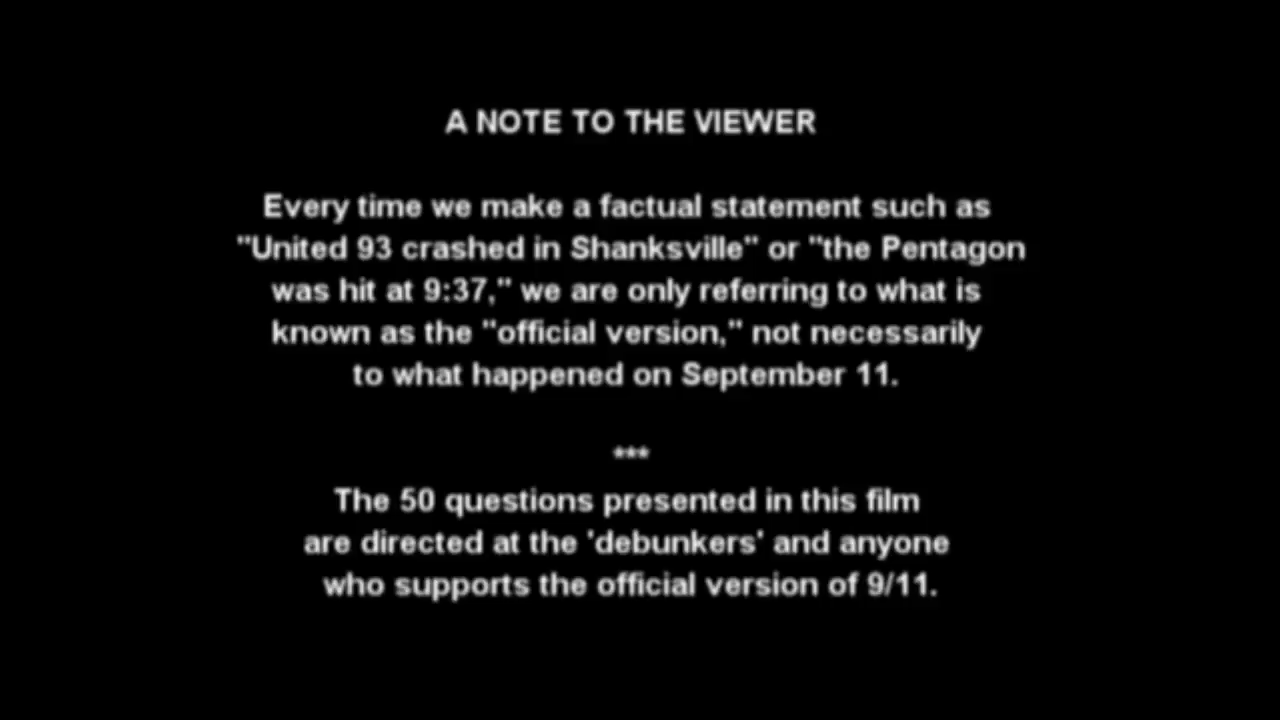 A NOTE TO THE VIEWER
Every time we make a factual statement such as
"United 93 crashed in Shanksville" or "the Pentagon
was hit at 9:37," we are only referring to what is
known as the "official version," not necessarily
to what happened on September 11.
***
The 50 questions presented in this film
are directed at the 'debunkers' and anyone
who supports the official version of 9/11.